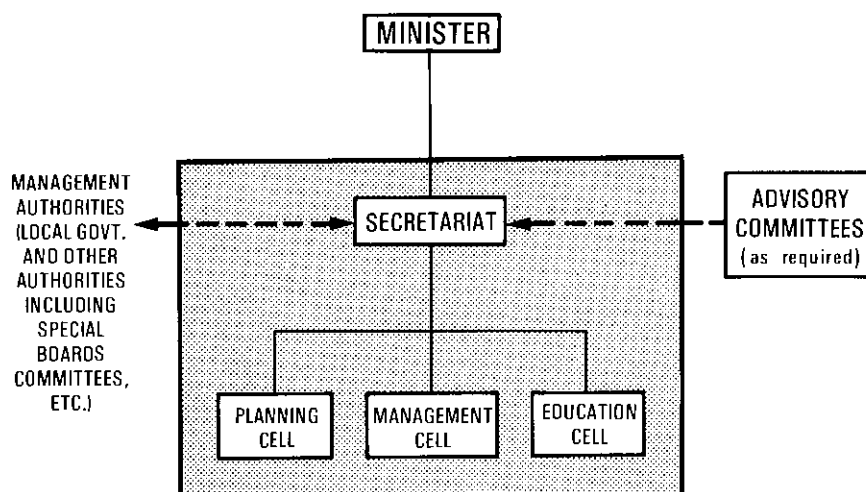 MINISTER
MANAGEMENT
AUTHORITIES
(LOCAL GOVT.
AND OTHER
AUTHORITIES
INCLUDING
SPECIAL
BOARDS
COMMITTEES,
ETC.)
SECRETARIAT
ADVISORY
COMMITTEES
(as required)
PLANNING
CELL
MANAGEMENT
CELL
EDUCATION
CELL